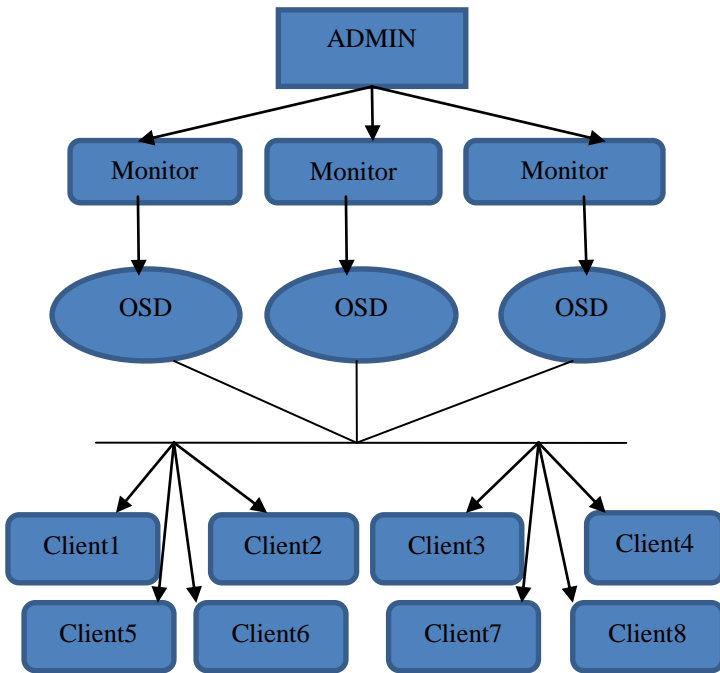 ADMIN
Monitor
Monitor
Monitor
OSD
OSD
OSD
Client1
Client2
Client3
Client4
Client5
Client6
Client7
Client8